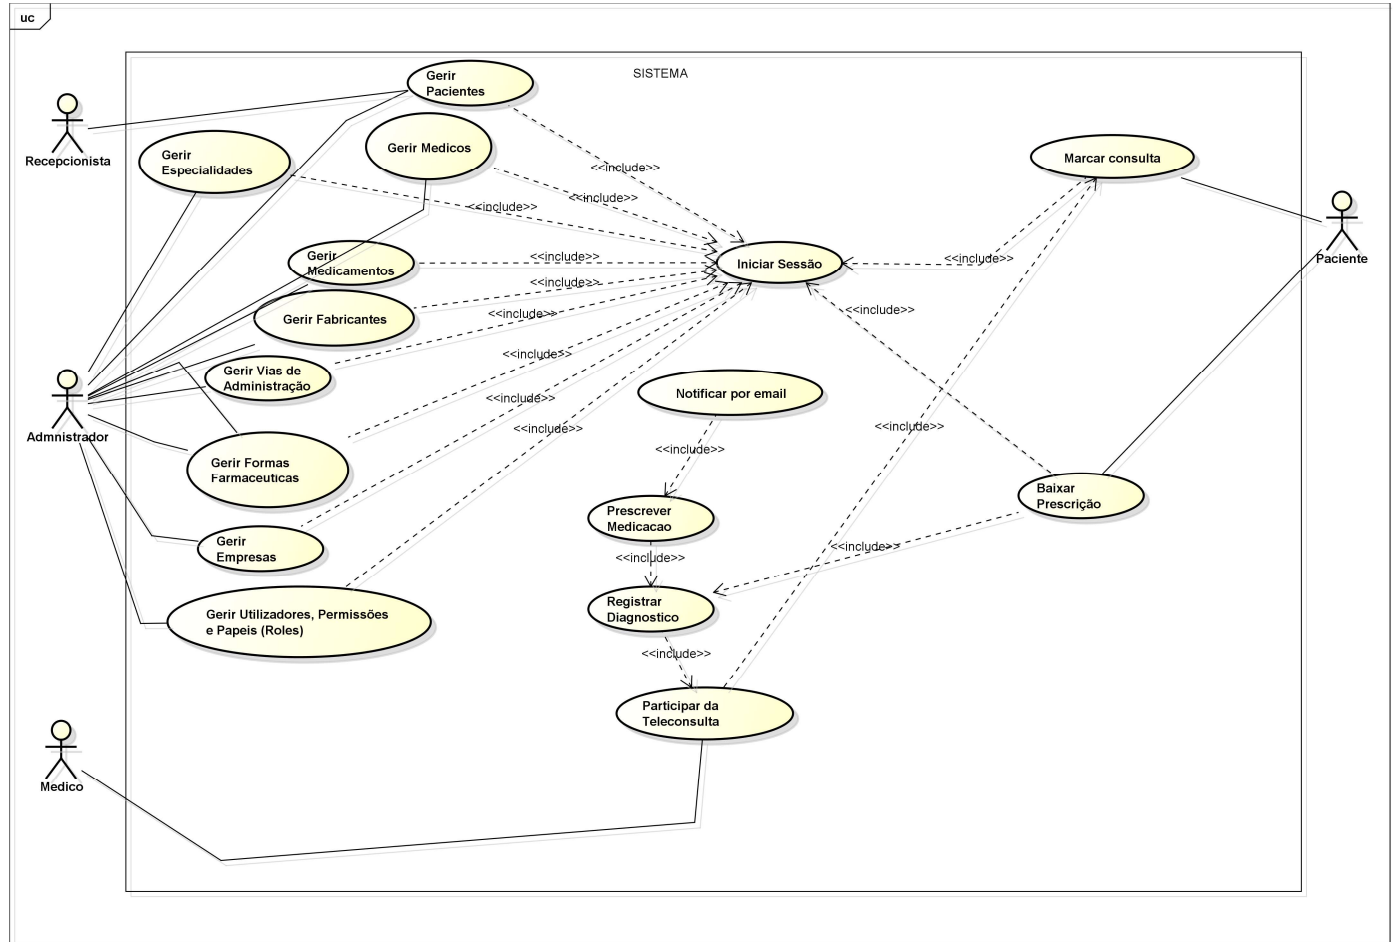 uc
SISTEMA
Gerir
Pacientes
Recepcionista
Gerir Medicos
Gerir
Especialidades
Marcar consulta
<<include>>
<<include>>
<<include>>
Paciente
Gerir
Medicamentos
<<include>>
Iniciar Sessão
<<include>>
<<include>>
Gerir Fabricantes
<<include>>
<<include>>
Gerir Vias de
Administração
<<include>>
Notificar por email
<<include>>
Admnistrador
<<include>>
<<include>>
<<include>>
Gerir Formas
Farmaceuticas
Baixar
Prescrição
Prescrever
Medicacao
Gerir
Empresas
<<include>>
<<include>>
Registrar
Diagnostico
Gerir Utilizadores, Permissões
e Papeis (Roles)
<<include>>
Participar da
Teleconsulta
Medico